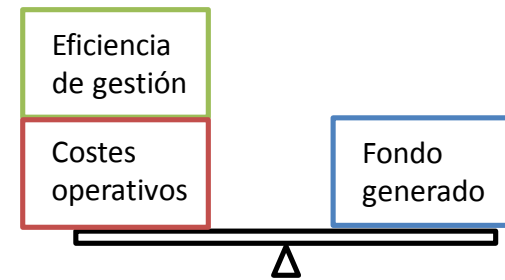 Eficiencia
de gestión
Costes
operativos
Fondo
generado